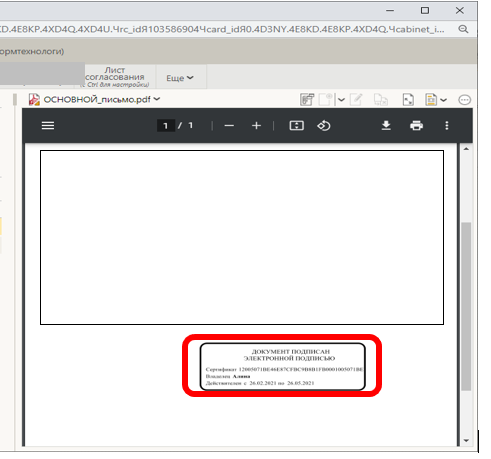 KD.4E8KP.4XD4Q.4XD4U.Чrc_idЯ103586904Чcard_idЯ0.4D3NY.4E8KD.4E8KP.4XD4Q.Чcabinet_i...
ормтехнологи)
Лист
согласования
(с Ctrl для настройки)
Еще
ОСНОВНОЙ_письмо.pdf
1 / 1
ДОКУМЕНТ ПОДПИСАН
ЭЛЕКТРОННОЙ ПОДПИСЬЮ
Сертификат
Владелец Алина
Действителен с 26.02.2021 по 26.05.2021